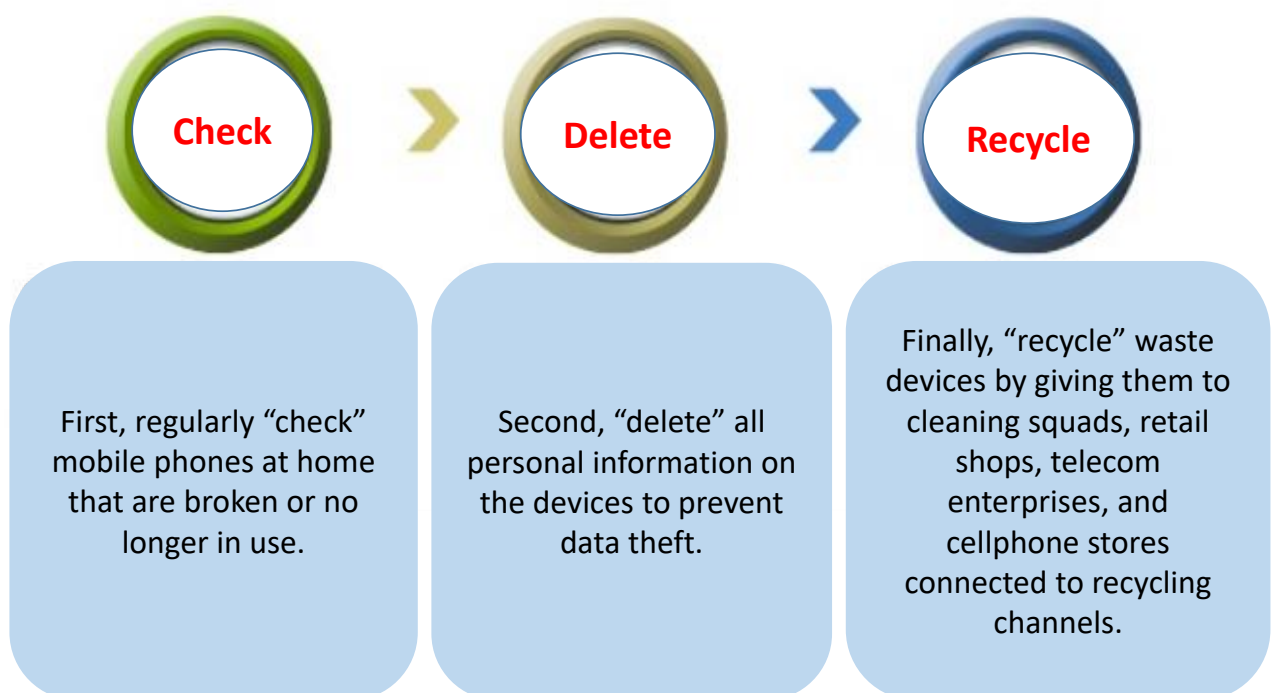 Check
Delete
Recycle
First, regularly “check”
mobile phones at home
that are broken or no
longer in use.
Second, “delete” all
personal information on
the devices to prevent
data theft.
Finally, “recycle” waste
devices by giving them to
cleaning squads, retail
shops, telecom
enterprises, and
cellphone stores
connected to recycling
channels.